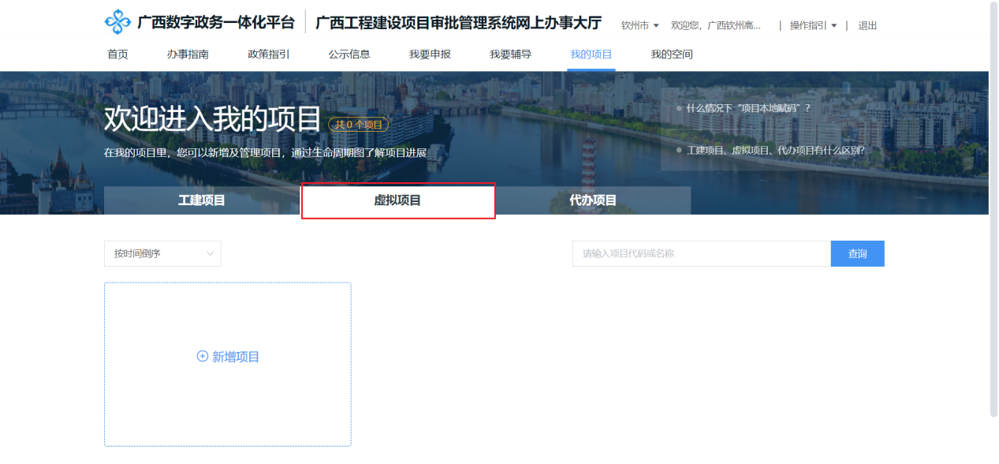 广西数字政务一体化平台 广西工程建设项目审批管理系统网上办事大厅 钦州市 欢迎您，广西钦州高... | 操作指引 | 退出
首页 办事指南 政策指引 公示信息 我要申报 我要辅导 我的项目 我的空间
欢迎进入我的项目 共 0 个项目
什么情况下“项目本地赋码”？
在我的项目里，您可以新增及管理项目，通过生命周期图了解项目进展
工建项目、虚拟项目、代办项目有什么区别?
工建项目 虚拟项目 代办项目
按时间倒序 请输入项目代码或名称 查询
新增项目